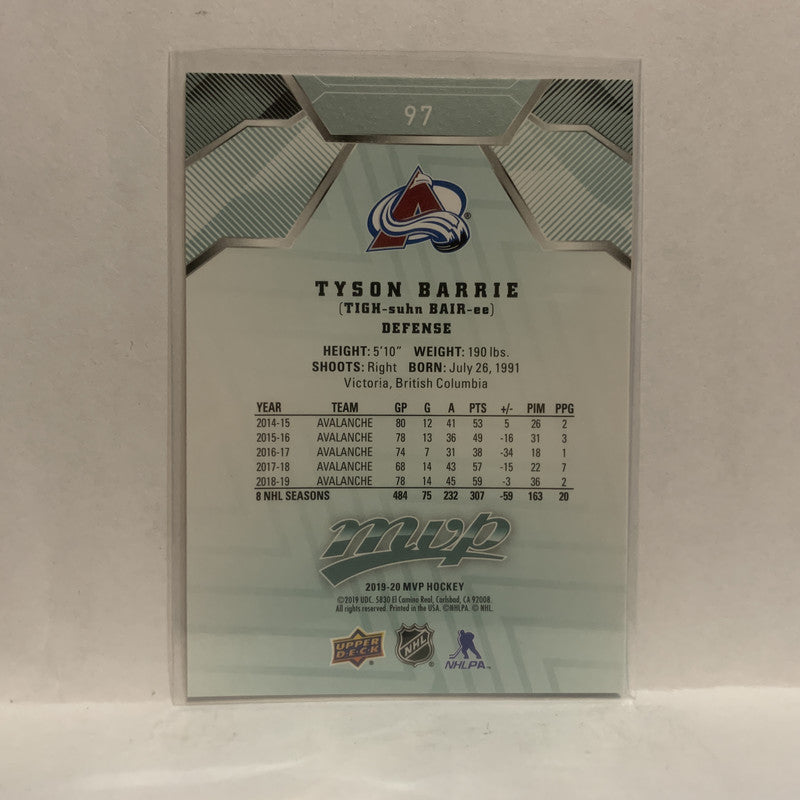 97
A ®
TYSON BARRIE
(TIGH-suhn BAIR-ee)
DEFENSE
HEIGHT: 5'10" WEIGHT: 190 lbs.
SHOOTS: Right BORN: July 26, 1991
Victoria, British Columbia
YEAR TEAM GP G A PTS +/- PIM PPG
2014-15 AVALANCHE 80 12 41 53 5 26 2
2015-16 AVALANCHE 78 13 36 49 -16 31 3
2016-17 AVALANCHE 74 7 31 38 -34 18 1
2017-18 AVALANCHE 68 14 43 57 -15 22 7
2018-19 AVALANCHE 78 14 45 59 -3 36 2
8 NHL SEASONS 484 75 232 307 -59 163 20
mvp
2019-20 MVP HOCKEY
©2019 UDC. 5830 El Camino Real, Carlsbad, CA 92008.
All rights reserved. Printed in the USA. ©NHLPA. © NHL.
UPPER DECK ® NHL ® NHLPA™